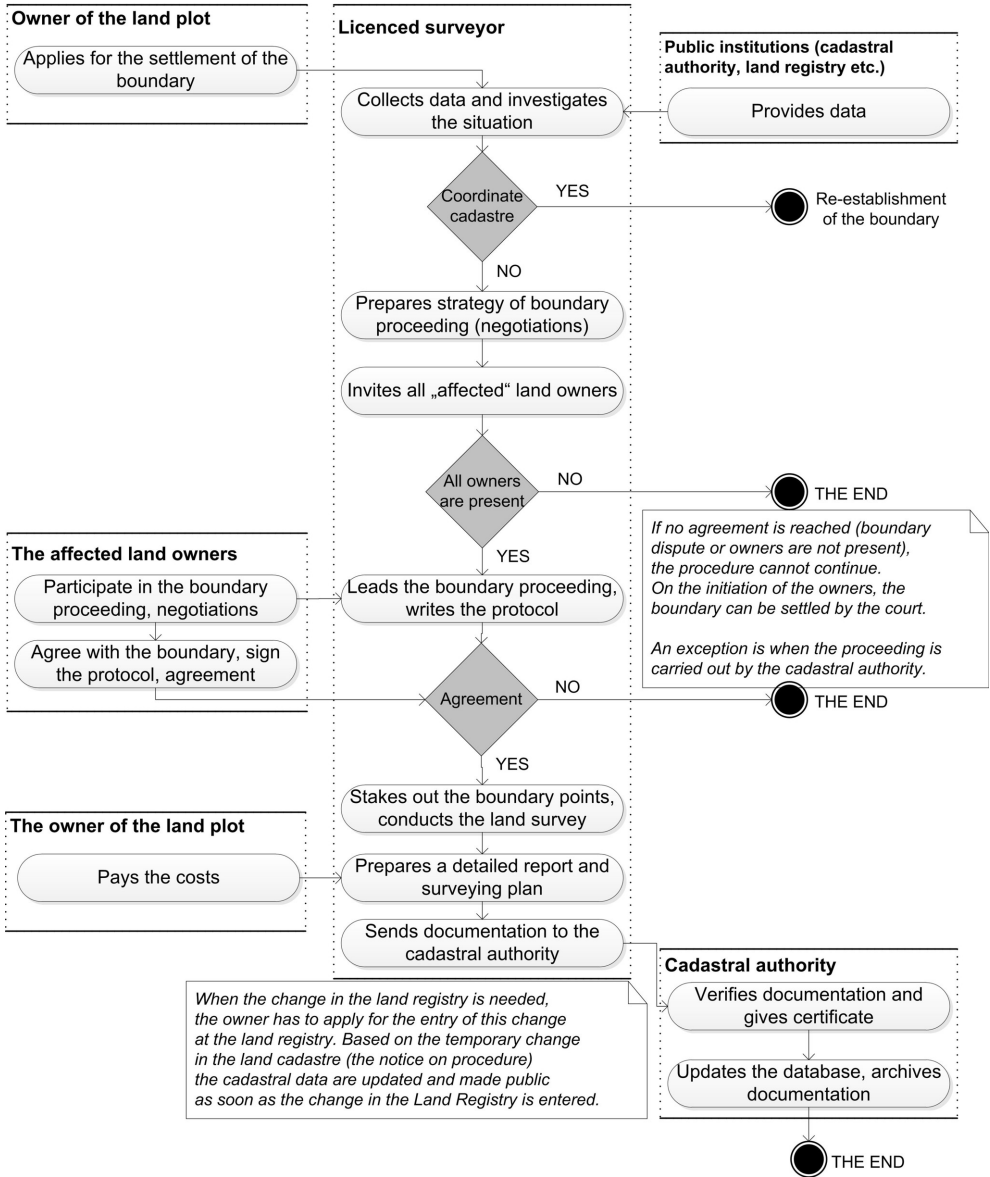 Owner of the land plot
Applies for the settlement of the
boundary
Licenced surveyor
Public institutions (cadastral
authority, land registry etc.)
Provides data
Collects data and investigates
the situation
Coordinate
cadastre
YES
Re-establishment
of the boundary
NO
Prepares strategy of boundary
proceeding (negotiations)
Invites all „affected“ land owners
All owners
are present
NO
THE END
If no agreement is reached (boundary
dispute or owners are not present),
the procedure cannot continue.
On the initiation of the owners, the
boundary can be settled by the court.
An exception is when the proceeding is
carried out by the cadastral authority.
YES
The affected land owners
Participate in the boundary
proceeding, negotiations
Leads the boundary proceeding,
writes the protocol
Agree with the boundary, sign
the protocol, agreement
Agreement
NO
THE END
YES
Stakes out the boundary points,
conducts the land survey
The owner of the land plot
Pays the costs
Prepares a detailed report and
surveying plan
Sends documentation to the
cadastral authority
Cadastral authority
Verifies documentation and
gives certificate
Updates the database, archives
documentation
When the change in the land registry is needed,
the owner has to apply for the entry of this change
at the land registry. Based on the temporary change
in the land cadastre (the notice on procedure)
the cadastral data are updated and made public
as soon as the change in the Land Registry is entered.
THE END